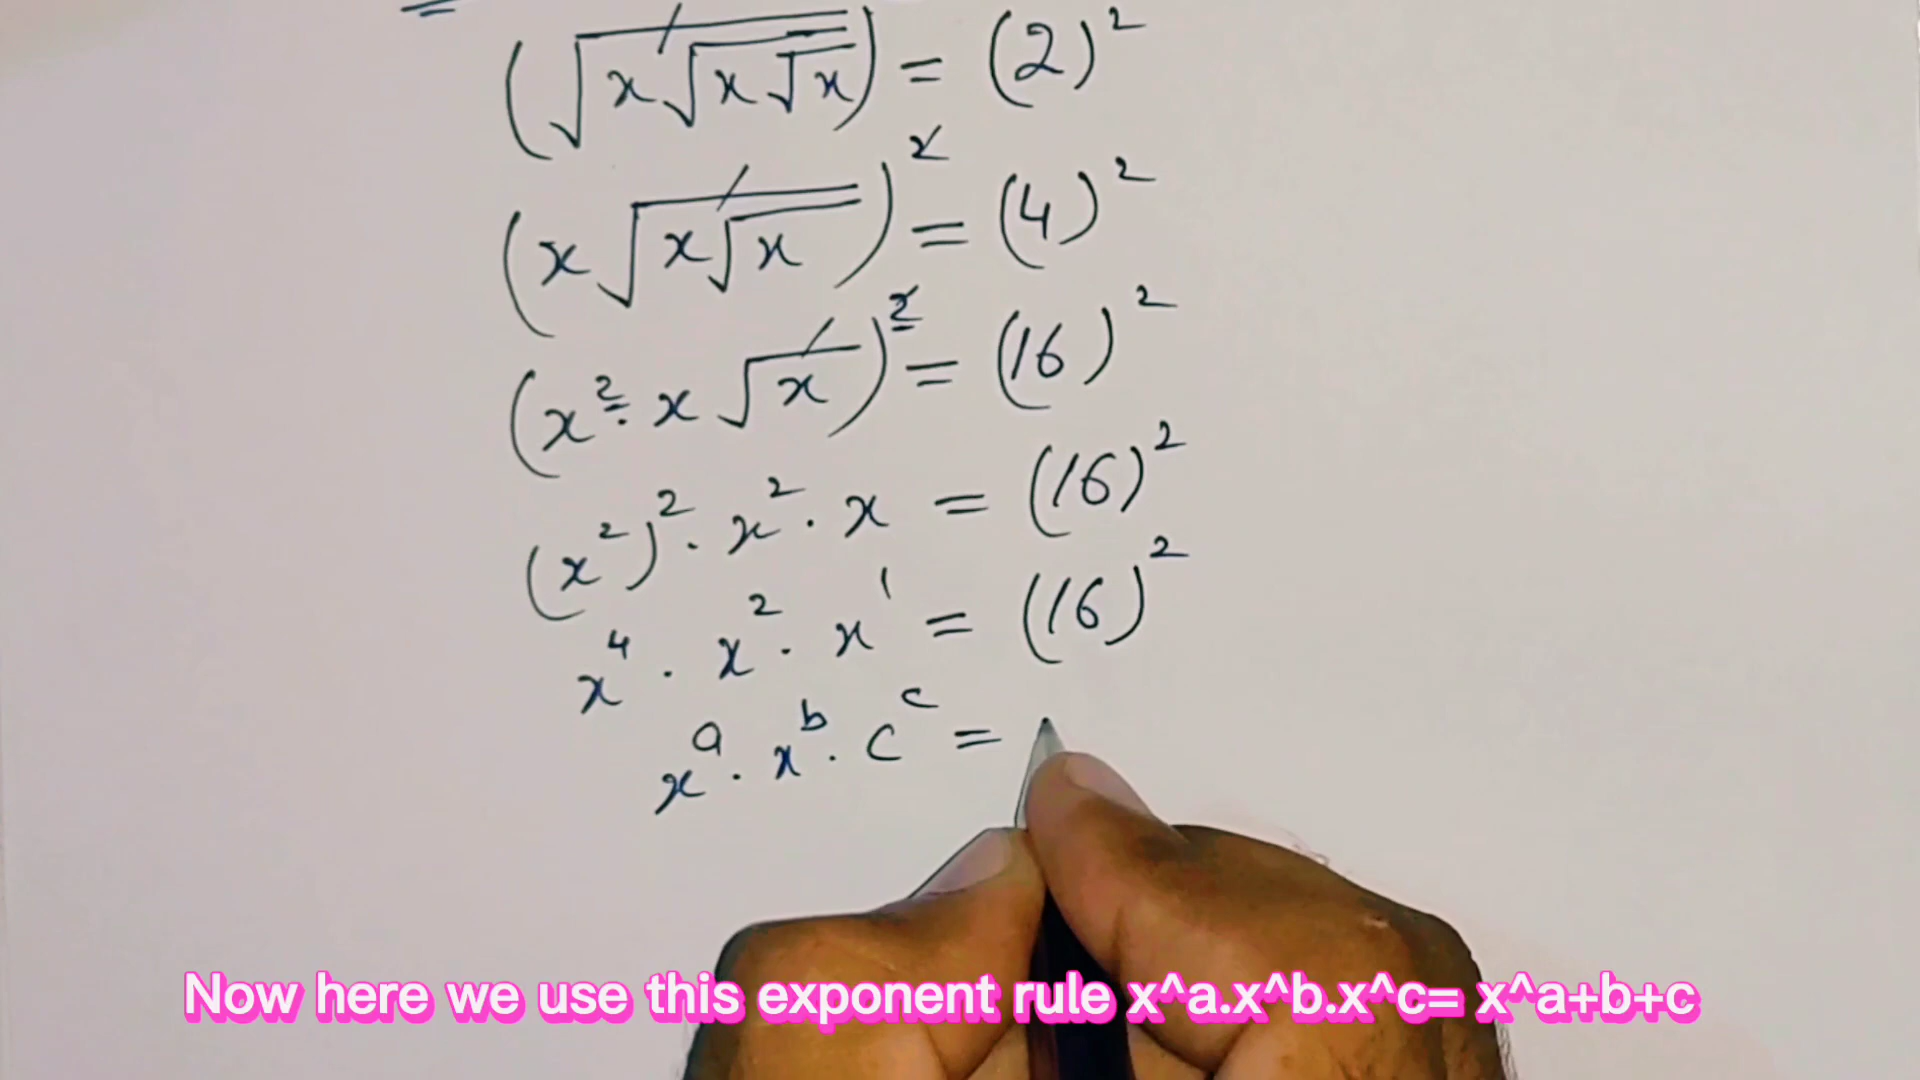 (√x√x√x) = (2)²
(x√x√x)² = (4)²
(x²·x√x)² = (16)²
(x²)²·x²·x = (16)²
x⁴·x²·x¹ = (16)²
xᵃ·xᵇ·cᶜ =
Now here we use this exponent rule x^a.x^b.x^c= x^a+b+c